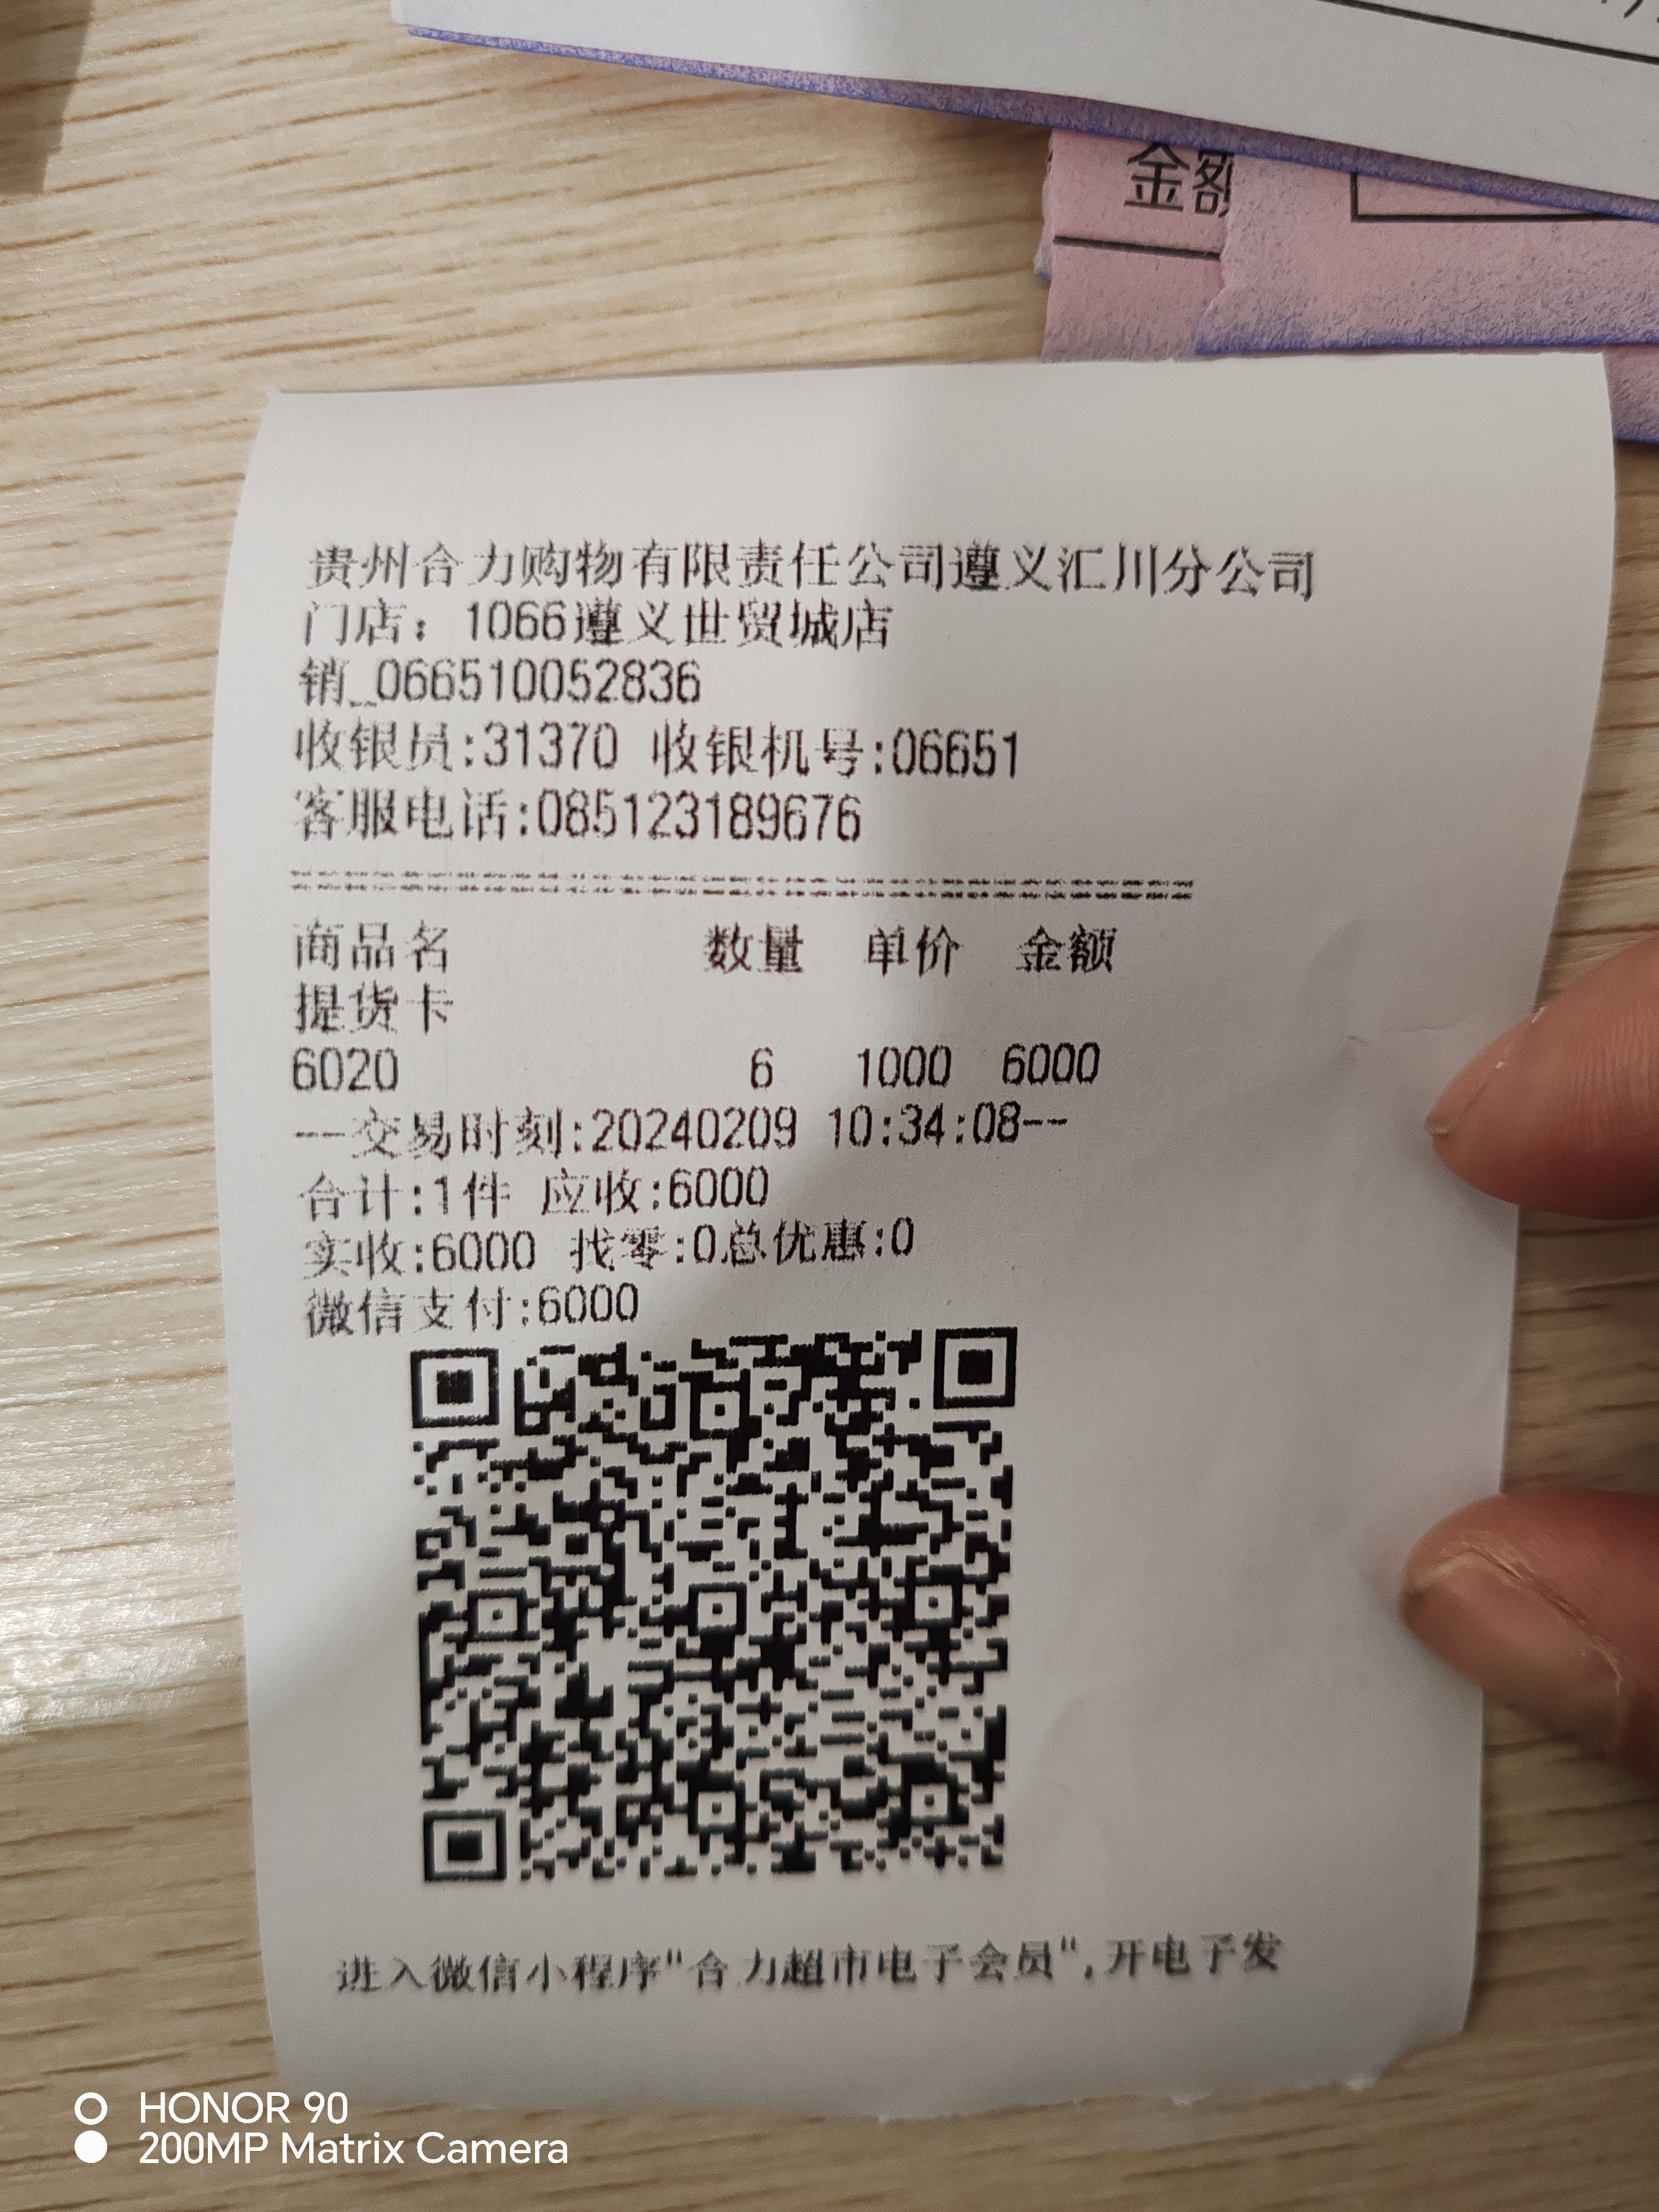 金额
贵州合力购物有限责任公司遵义汇川分公司
门店：1066遵义世贸城店
销_066510052836
收银员:31370 收银机号:06651
客服电话:085123189676
商品名 数量 单价 金额
提货卡
6020 6 1000 6000
--交易时刻:20240209 10:34:08--
合计:1件 应收:6000
实收:6000 找零:0总优惠:0
微信支付:6000
进入微信小程序"合力超市电子会员",开电子发
HONOR 90
200MP Matrix Camera